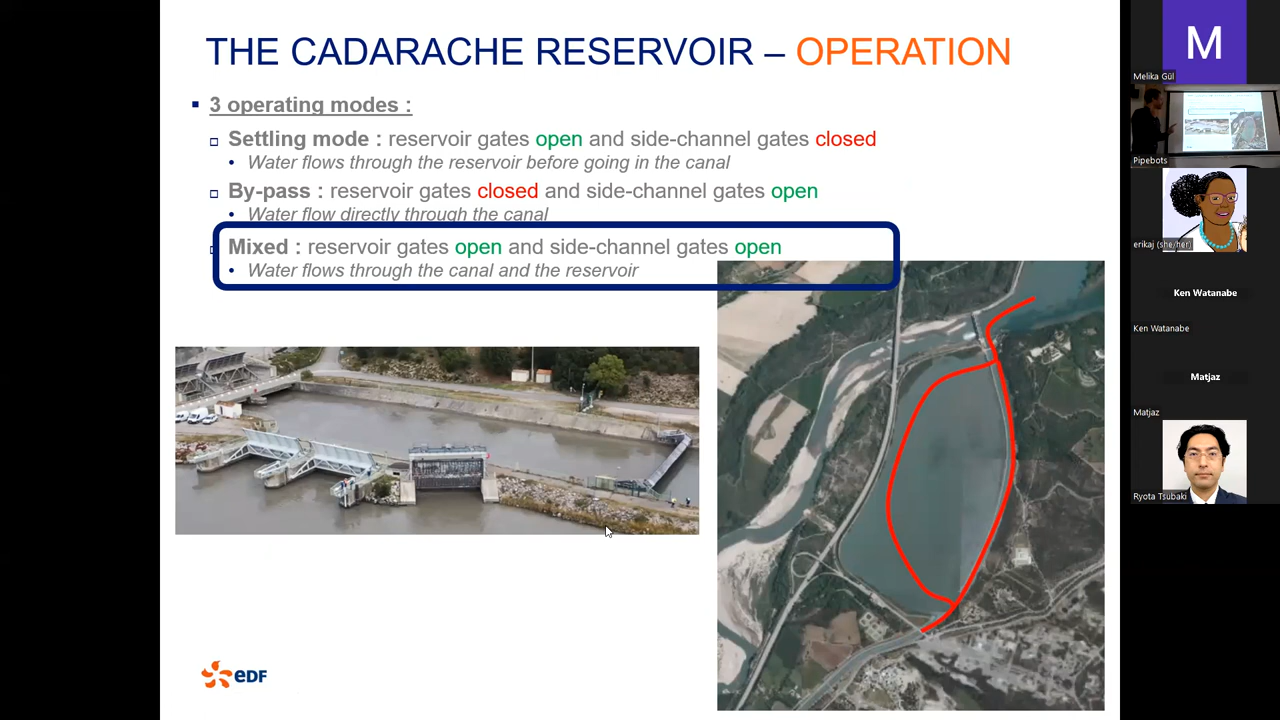 THE CADARACHE RESERVOIR – OPERATION
3 operating modes :
Settling mode : reservoir gates open and side-channel gates closed
• Water flows through the reservoir before going in the canal
By-pass : reservoir gates closed and side-channel gates open
• Water flow directly through the canal
Mixed : reservoir gates open and side-channel gates open
• Water flows through the canal and the reservoir
eDF
M
Melika Gül
Pipebots
erikaj (she/her)
Ken Watanabe
Ken Watanabe
Matjaz
Matjaz
Ryota Tsubaki